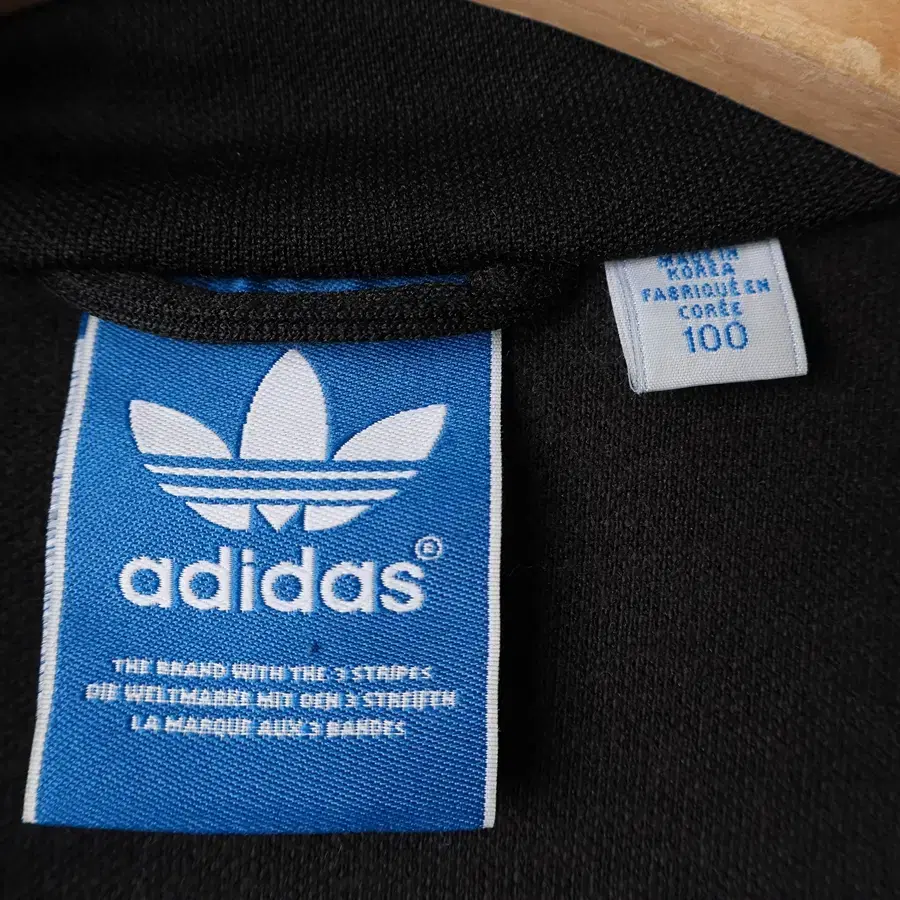 MADE IN
KOREA
FABRIQUÉ EN
CORÉE
100
adidas®
THE BRAND WITH THE 3 STRIPES
DIE WELTMARKE MIT DEN 3 STREIFEN
LA MARQUE AUX 3 BANDES